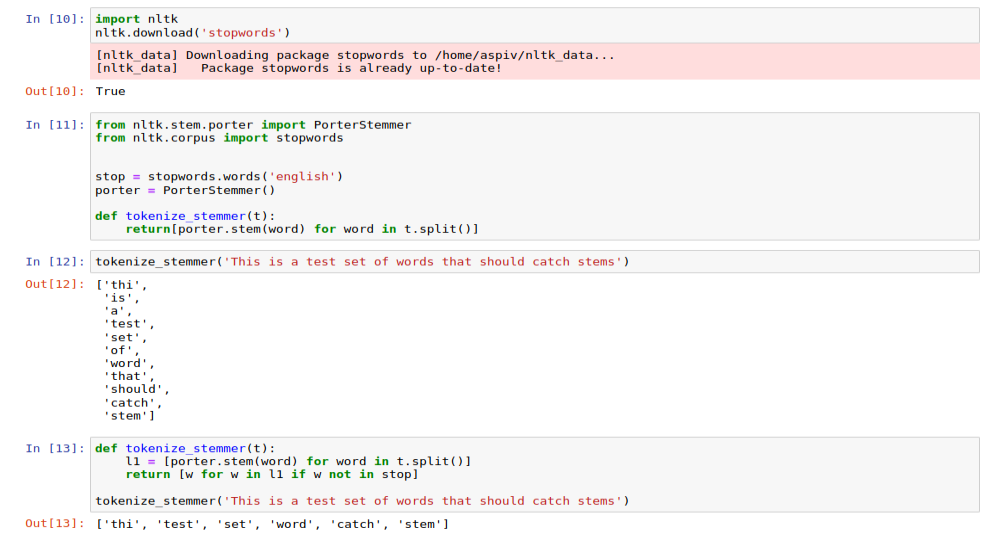 In [10]: import nltk
nltk.download('stopwords')
[nltk_data] Downloading package stopwords to /home/aspiv/nltk_data...
[nltk_data]   Package stopwords is already up-to-date!
Out[10]: True
In [11]: from nltk.stem.porter import PorterStemmer
from nltk.corpus import stopwords
stop = stopwords.words('english')
porter = PorterStemmer()
def tokenize_stemmer(t):
    return[porter.stem(word) for word in t.split()]
In [12]: tokenize_stemmer('This is a test set of words that should catch stems')
Out[12]: ['thi',
 'is',
 'a',
 'test',
 'set',
 'of',
 'word',
 'that',
 'should',
 'catch',
 'stem']
In [13]: def tokenize_stemmer(t):
    l1 = [porter.stem(word) for word in t.split()]
    return [w for w in l1 if w not in stop]
tokenize_stemmer('This is a test set of words that should catch stems')
Out[13]: ['thi', 'test', 'set', 'word', 'catch', 'stem']